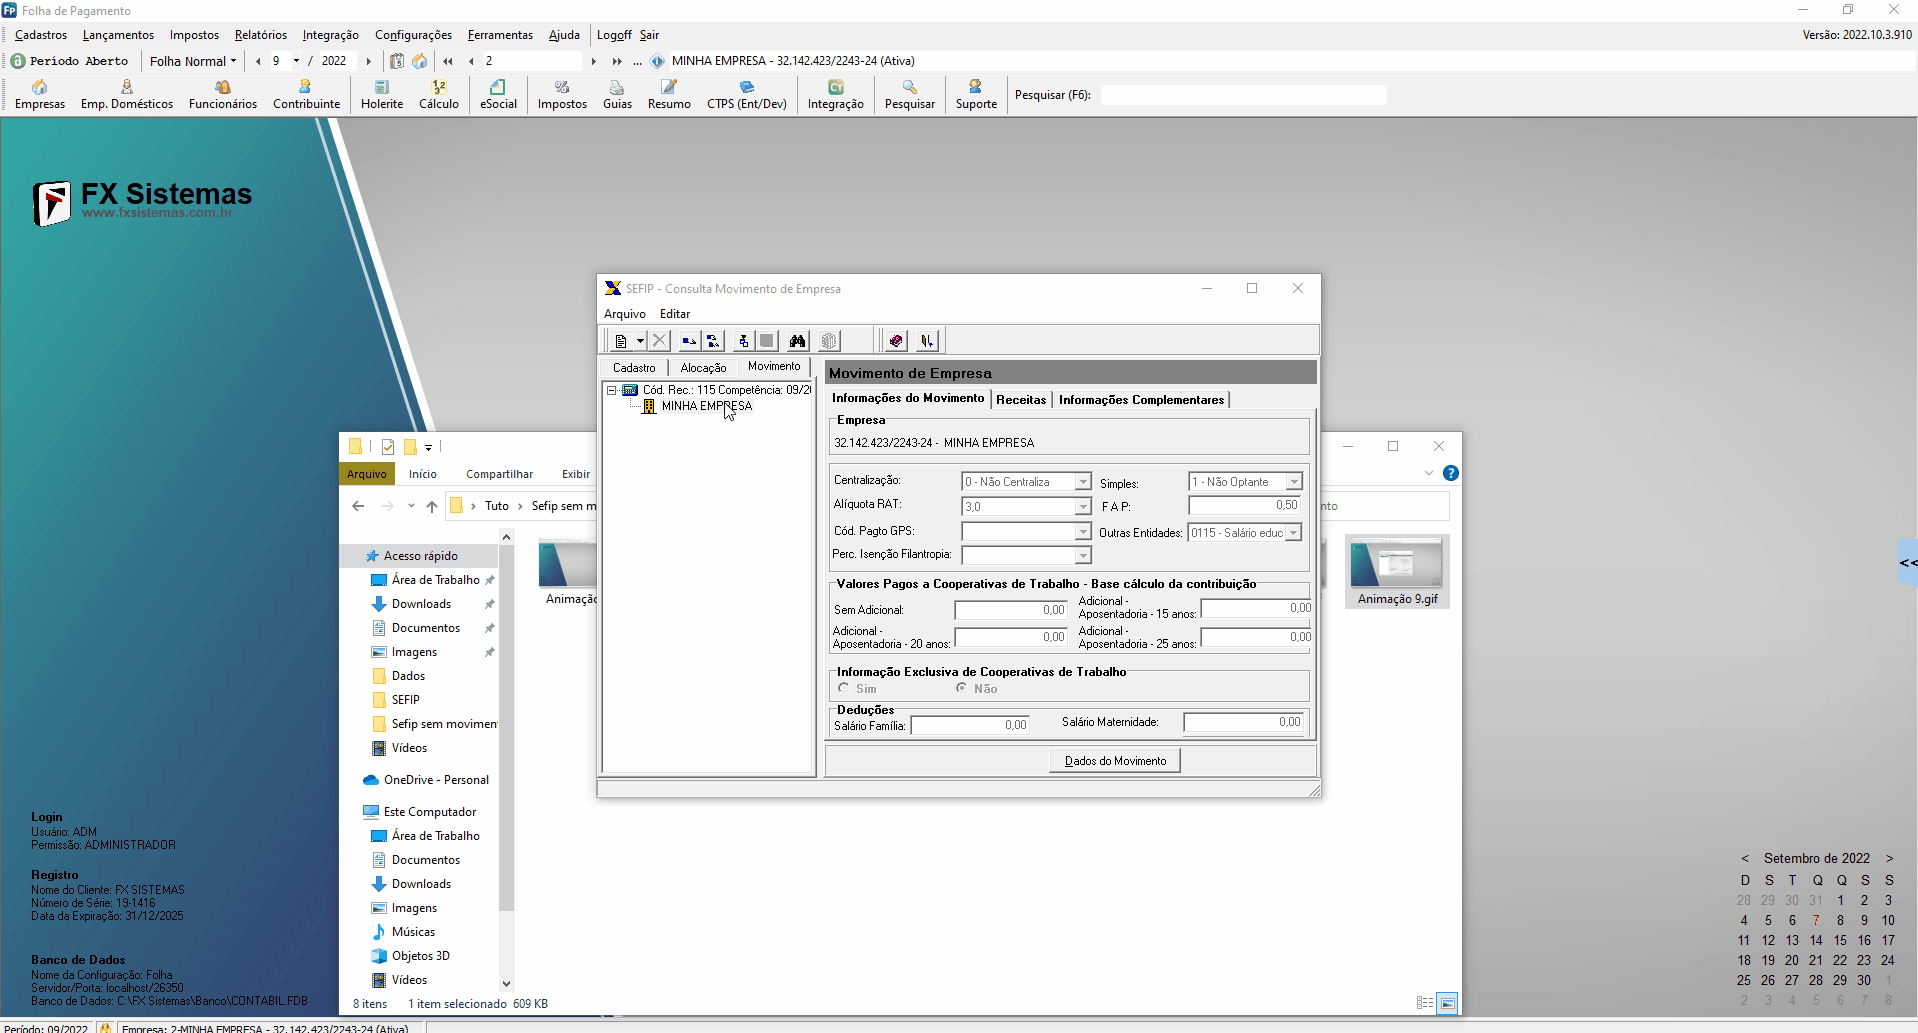 Folha de Pagamento
Cadastros Lançamentos Impostos Relatórios Integração Configurações Ferramentas Ajuda Logoff Sair
Versão: 2022.10.3.910
Período Aberto Folha Normal 9 / 2022 2 ... MINHA EMPRESA - 32.142.423/2243-24 (Ativa)
Empresas Emp. Domésticos Funcionários Contribuinte Holerite Cálculo eSocial Impostos Guias Resumo CTPS (Ent/Dev) Integração Pesquisar Suporte Pesquisar (F6):
FX Sistemas
www.fxsistemas.com.br
SEFIP - Consulta Movimento de Empresa
Arquivo Editar
Cadastro Alocação Movimento
Cód. Rec.: 115 Competência: 09/20
MINHA EMPRESA
Movimento de Empresa
Informações do Movimento Receitas Informações Complementares
Empresa
32.142.423/2243-24 - MINHA EMPRESA
Centralização: 0 - Não Centraliza Simples: 1 - Não Optante
Alíquota RAT: 3,0 F A P: 0,50
Cód. Pagto GPS: Outras Entidades: 0115 - Salário educ
Perc. Isenção Filantropia:
Valores Pagos a Cooperativas de Trabalho - Base cálculo da contribuição
Sem Adicional: 0,00 Adicional - Aposentadoria - 15 anos: 0,00
Adicional - Aposentadoria - 20 anos: 0,00 Adicional - Aposentadoria - 25 anos: 0,00
Informação Exclusiva de Cooperativas de Trabalho
Sim Não
Deduções
Salário Família: 0,00 Salário Maternidade: 0,00
Dados do Movimento
Arquivo Início Compartilhar Exibir
Tuto Sefip sem m nto
Acesso rápido
Área de Trabalho
Downloads
Documentos
Imagens
Dados
SEFIP
Sefip sem movimen
Vídeos
OneDrive - Personal
Este Computador
Área de Trabalho
Documentos
Downloads
Imagens
Músicas
Objetos 3D
Vídeos
Animação
Animação 9.gif
8 itens 1 item selecionado 609 KB
<<
Login
Usuário: ADM
Permissão: ADMINISTRADOR
Registro
Nome do Cliente: FX SISTEMAS
Número de Série: 19-1416
Data da Expiração: 31/12/2025
Banco de Dados
Nome da Configuração: Folha
Servidor/Porta: localhost/26350
Banco de Dados: C:\FX Sistemas\Banco\CONTABIL.FDB
< Setembro de 2022 >
D S T Q Q S S
28 29 30 31 1 2 3
4 5 6 7 8 9 10
11 12 13 14 15 16 17
18 19 20 21 22 23 24
25 26 27 28 29 30 1
2 3 4 5 6 7 8
Período: 09/2022 Empresa: 2-MINHA EMPRESA - 32.142.423/2243-24 (Ativa)